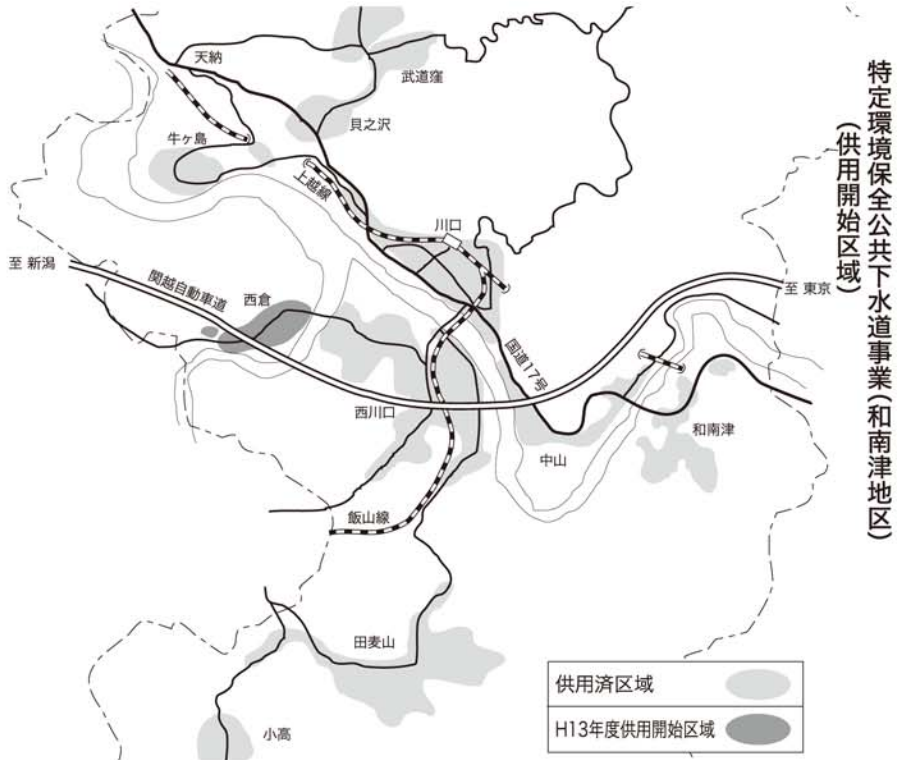 特定環境保全公共下水道事業(和南津地区)
(供用開始区域)
天納
武道窪
貝之沢
牛ヶ島
上越線
川口
至 新潟
関越自動車道
西倉
至 東京
国道17号
西川口
和南津
中山
飯山線
田麦山
小高
供用済区域
H13年度供用開始区域